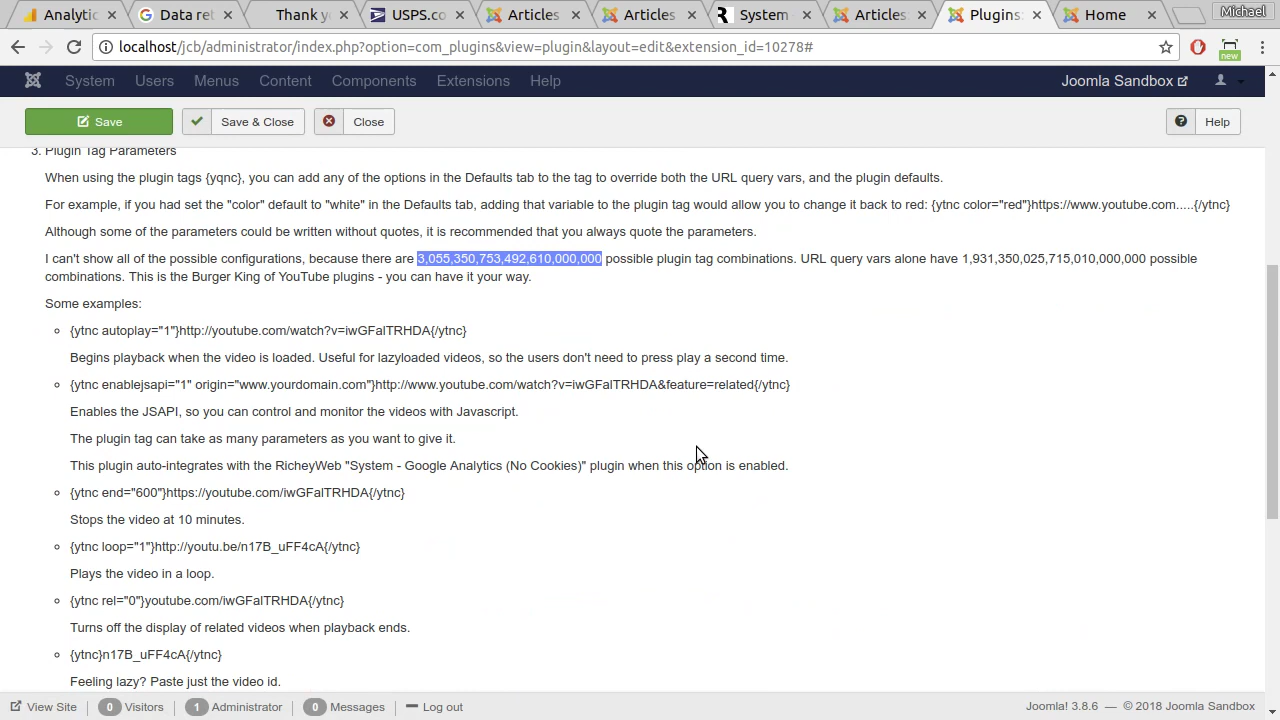 Analytic
Data ret
Thank y
USPS.co
Articles
Articles
System -
Articles:
Plugins:
Home
Michael
localhost/jcb/administrator/index.php?option=com_plugins&view=plugin&layout=edit&extension_id=10278#
new
System Users Menus Content Components Extensions Help
Joomla Sandbox
Save
Save & Close
Close
Help
3. Plugin Tag Parameters
When using the plugin tags {yqnc}, you can add any of the options in the Defaults tab to the tag to override both the URL query vars, and the plugin defaults.
For example, if you had set the "color" default to "white" in the Defaults tab, adding that variable to the plugin tag would allow you to change it back to red: {ytnc color="red"}https://www.youtube.com.....{/ytnc}
Although some of the parameters could be written without quotes, it is recommended that you always quote the parameters.
I can't show all of the possible configurations, because there are 3,055,350,753,492,610,000,000 possible plugin tag combinations. URL query vars alone have 1,931,350,025,715,010,000,000 possible
combinations. This is the Burger King of YouTube plugins - you can have it your way.
Some examples:
{ytnc autoplay="1"}http://youtube.com/watch?v=iwGFalTRHDA{/ytnc}
Begins playback when the video is loaded. Useful for lazyloaded videos, so the users don't need to press play a second time.
{ytnc enablejsapi="1" origin="www.yourdomain.com"}http://www.youtube.com/watch?v=iwGFalTRHDA&feature=related{/ytnc}
Enables the JSAPI, so you can control and monitor the videos with Javascript.
The plugin tag can take as many parameters as you want to give it.
This plugin auto-integrates with the RicheyWeb "System - Google Analytics (No Cookies)" plugin when this option is enabled.
{ytnc end="600"}https://youtube.com/iwGFalTRHDA{/ytnc}
Stops the video at 10 minutes.
{ytnc loop="1"}http://youtu.be/n17B_uFF4cA{/ytnc}
Plays the video in a loop.
{ytnc rel="0"}youtube.com/iwGFalTRHDA{/ytnc}
Turns off the display of related videos when playback ends.
{ytnc}n17B_uFF4cA{/ytnc}
Feeling lazy? Paste just the video id.
View Site 0 Visitors 1 Administrator 0 Messages Log out
Joomla! 3.8.6 — © 2018 Joomla Sandbox